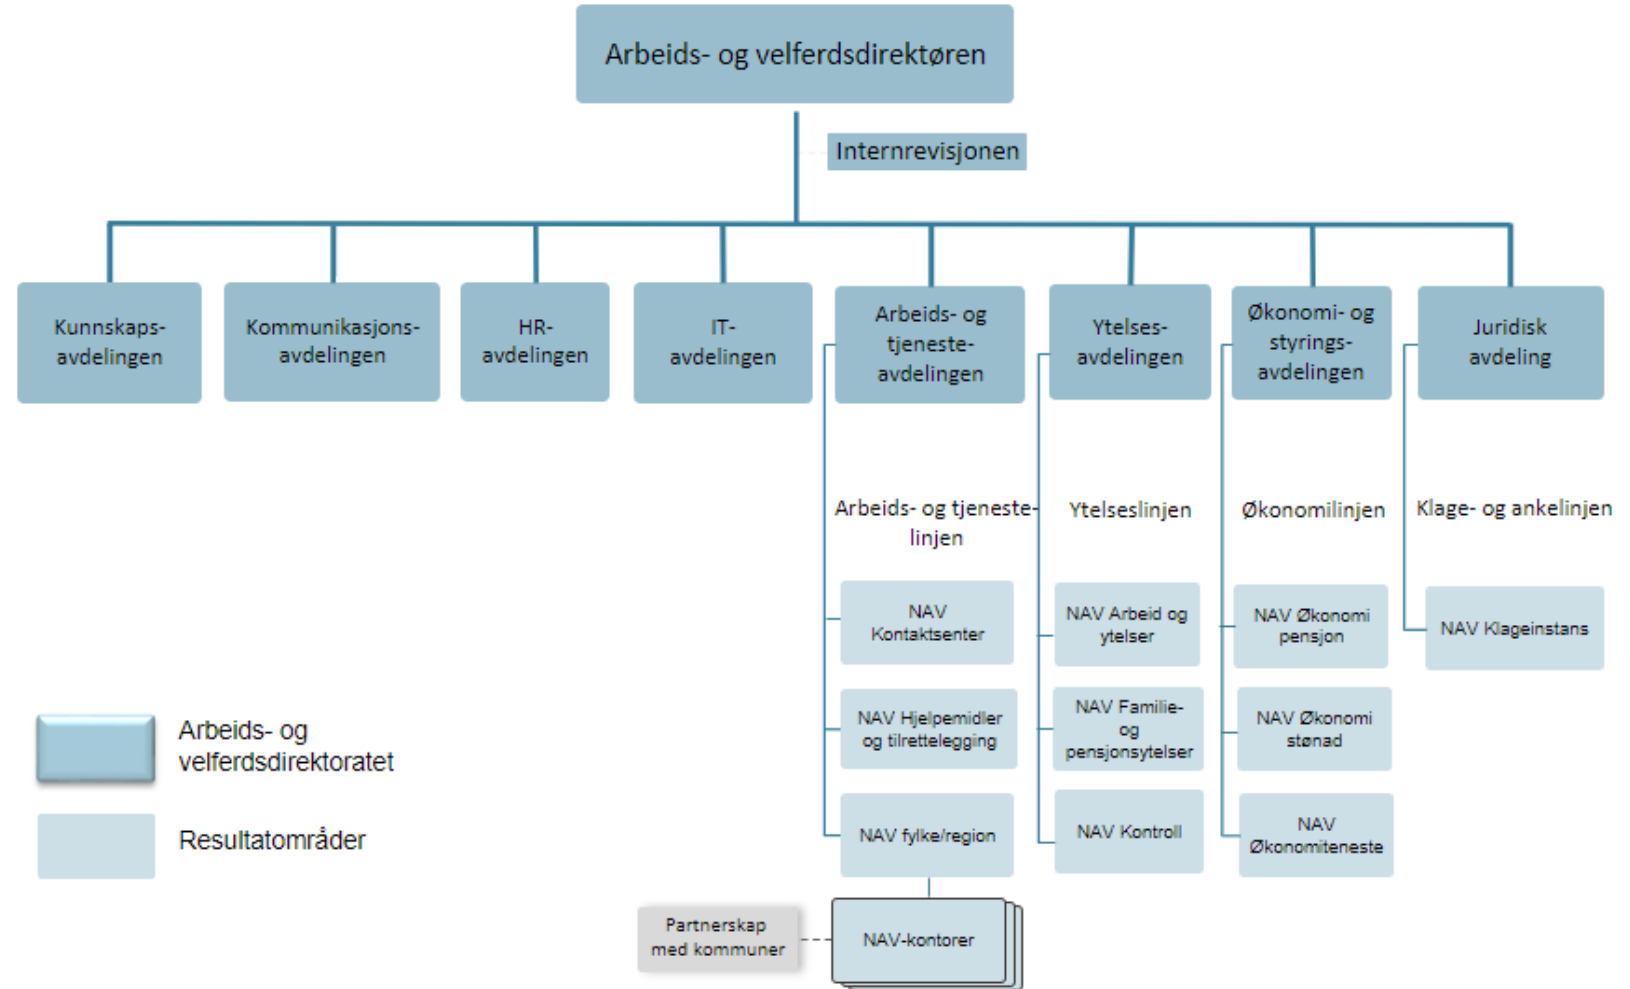 Arbeids- og velferdsdirektøren
Internrevisjonen
Kunnskaps-
avdelingen
Kommunikasjons-
avdelingen
HR-
avdelingen
IT-
avdelingen
Arbeids- og
tjeneste-
avdelingen
Ytelses-
avdelingen
Økonomi- og
styrings-
avdelingen
Juridisk
avdeling
Arbeids- og tjeneste-
linjen
Ytelseslinjen
Økonomilinjen
Klage- og ankelinjen
NAV
Kontaktsenter
NAV Arbeid og
ytelser
NAV Økonomi
pensjon
NAV Klageinstans
NAV Hjelpemidler
og tilrettelegging
NAV Familie-
og
pensjonsytelser
NAV Økonomi
stønad
NAV fylke/region
NAV Kontroll
NAV
Økonomiteneste
Arbeids- og
velferdsdirektoratet
Resultatområder
Partnerskap
med kommuner
NAV-kontorer